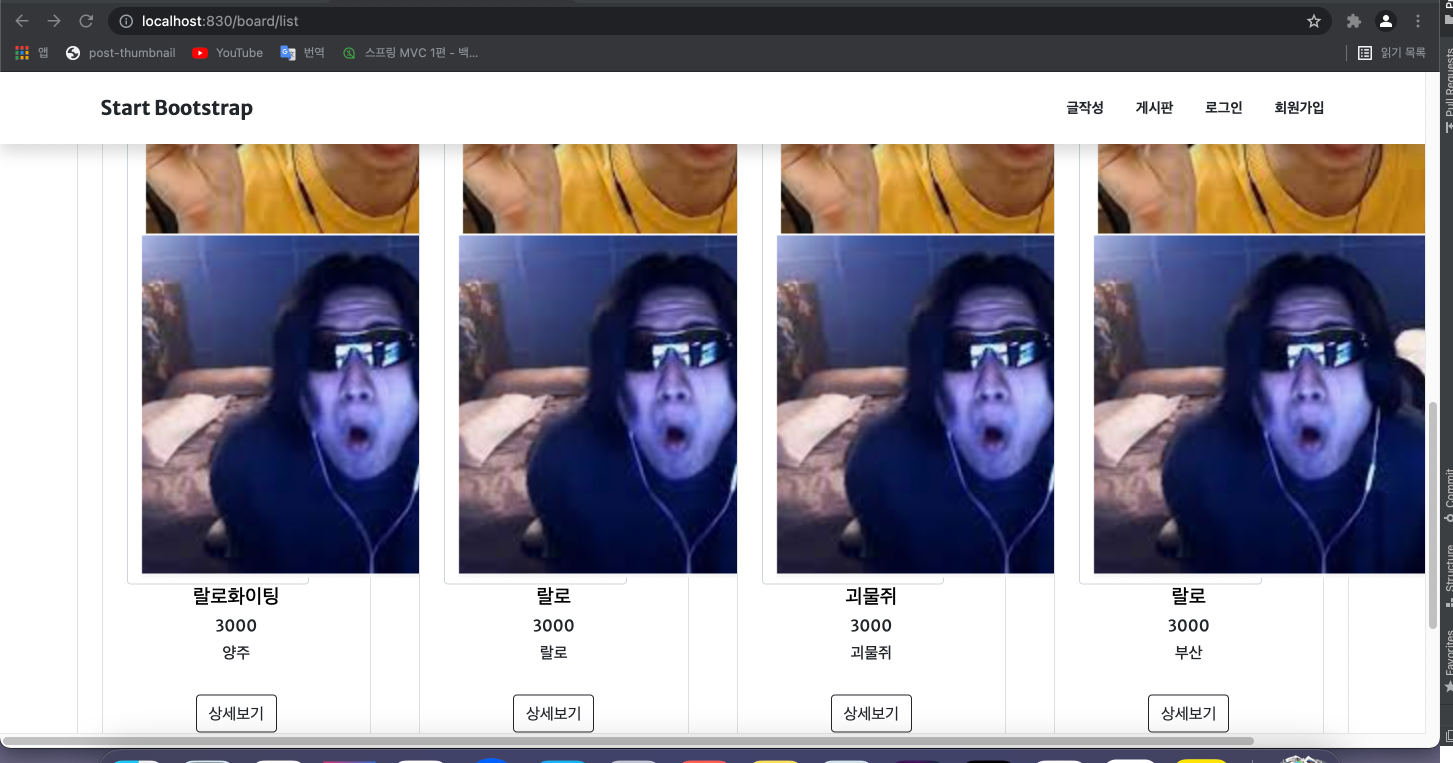 localhost:830/board/list
앱 post-thumbnail YouTube 번역 스프링 MVC 1편 - 백... 읽기 목록
Start Bootstrap 글작성 게시판 로그인 회원가입
랄로화이팅 랄로 괴물쥐 랄로
3000 3000 3000 3000
양주 랄로 괴물쥐 부산
상세보기 상세보기 상세보기 상세보기
Pull Requests
Commit
Structure
Favorites